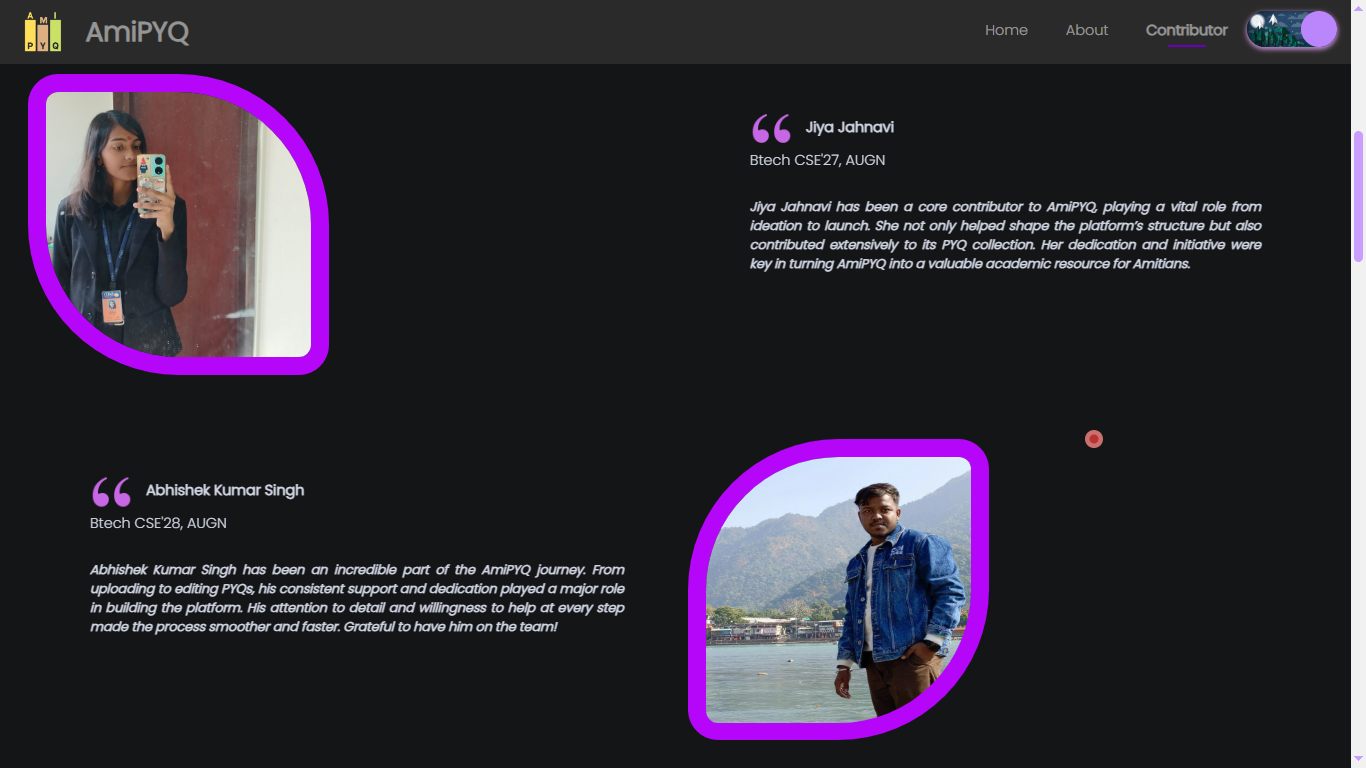 A M I
P Y Q
AmiPYQ
Home
About
Contributor
Jiya Jahnavi
Btech CSE'27, AUGN
Jiya Jahnavi has been a core contributor to AmiPYQ, playing a vital role from
ideation to launch. She not only helped shape the platform’s structure but also
contributed extensively to its PYQ collection. Her dedication and initiative were
key in turning AmiPYQ into a valuable academic resource for Amitians.
Abhishek Kumar Singh
Btech CSE'28, AUGN
Abhishek Kumar Singh has been an incredible part of the AmiPYQ journey. From
uploading to editing PYQs, his consistent support and dedication played a major role
in building the platform. His attention to detail and willingness to help at every step
made the process smoother and faster. Grateful to have him on the team!